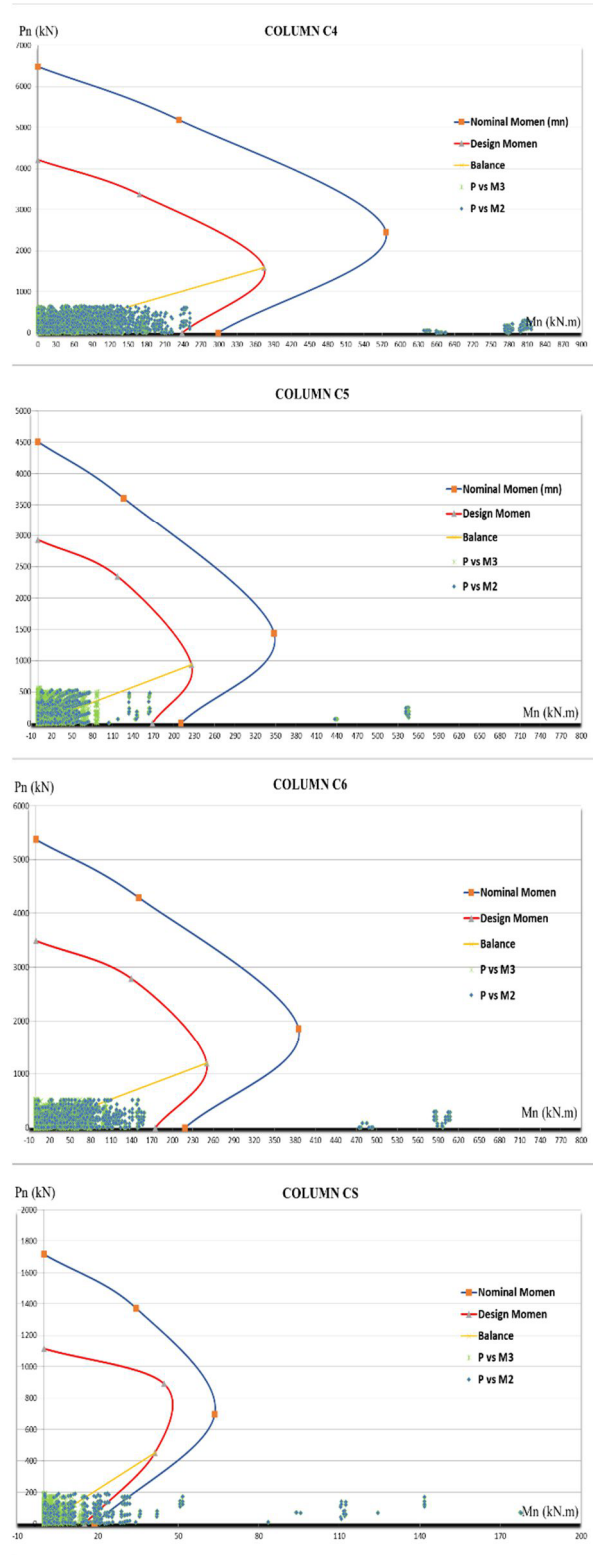 Pn (kN)
COLUMN C4
7000
6000
5000
4000
3000
2000
1000
0
Nominal Momen (mn)
Design Momen
Balance
P vs M3
P vs M2
Mn (kN.m)
0 30 60 90 120 150 180 210 240 270 300 330 360 390 420 450 480 510 540 570 600 630 660 690 720 750 780 810 840 870 900
COLUMN C5
5000
4500
4000
3500
3000
2500
2000
1500
1000
500
0
Nominal Momen (mn)
Design Momen
Balance
P vs M3
P vs M2
Mn (kN.m)
-10 20 50 80 110 140 170 200 230 260 290 320 350 380 410 440 470 500 530 560 590 620 650 680 710 740 770 800
Pn (kN)
COLUMN C6
6000
5000
4000
3000
2000
1000
0
Nominal Momen
Design Momen
Balance
P vs M3
P vs M2
Mn (kN.m)
-10 20 50 80 110 140 170 200 230 260 290 320 350 380 410 440 470 500 530 560 590 620 650 680 710 740 770 800
Pn (kN)
COLUMN CS
2000
1800
1600
1400
1200
1000
800
600
400
200
0
Nominal Momen
Design Momen
Balance
P vs M3
P vs M2
Mn (kN.m)
-10 20 50 80 110 140 170 200